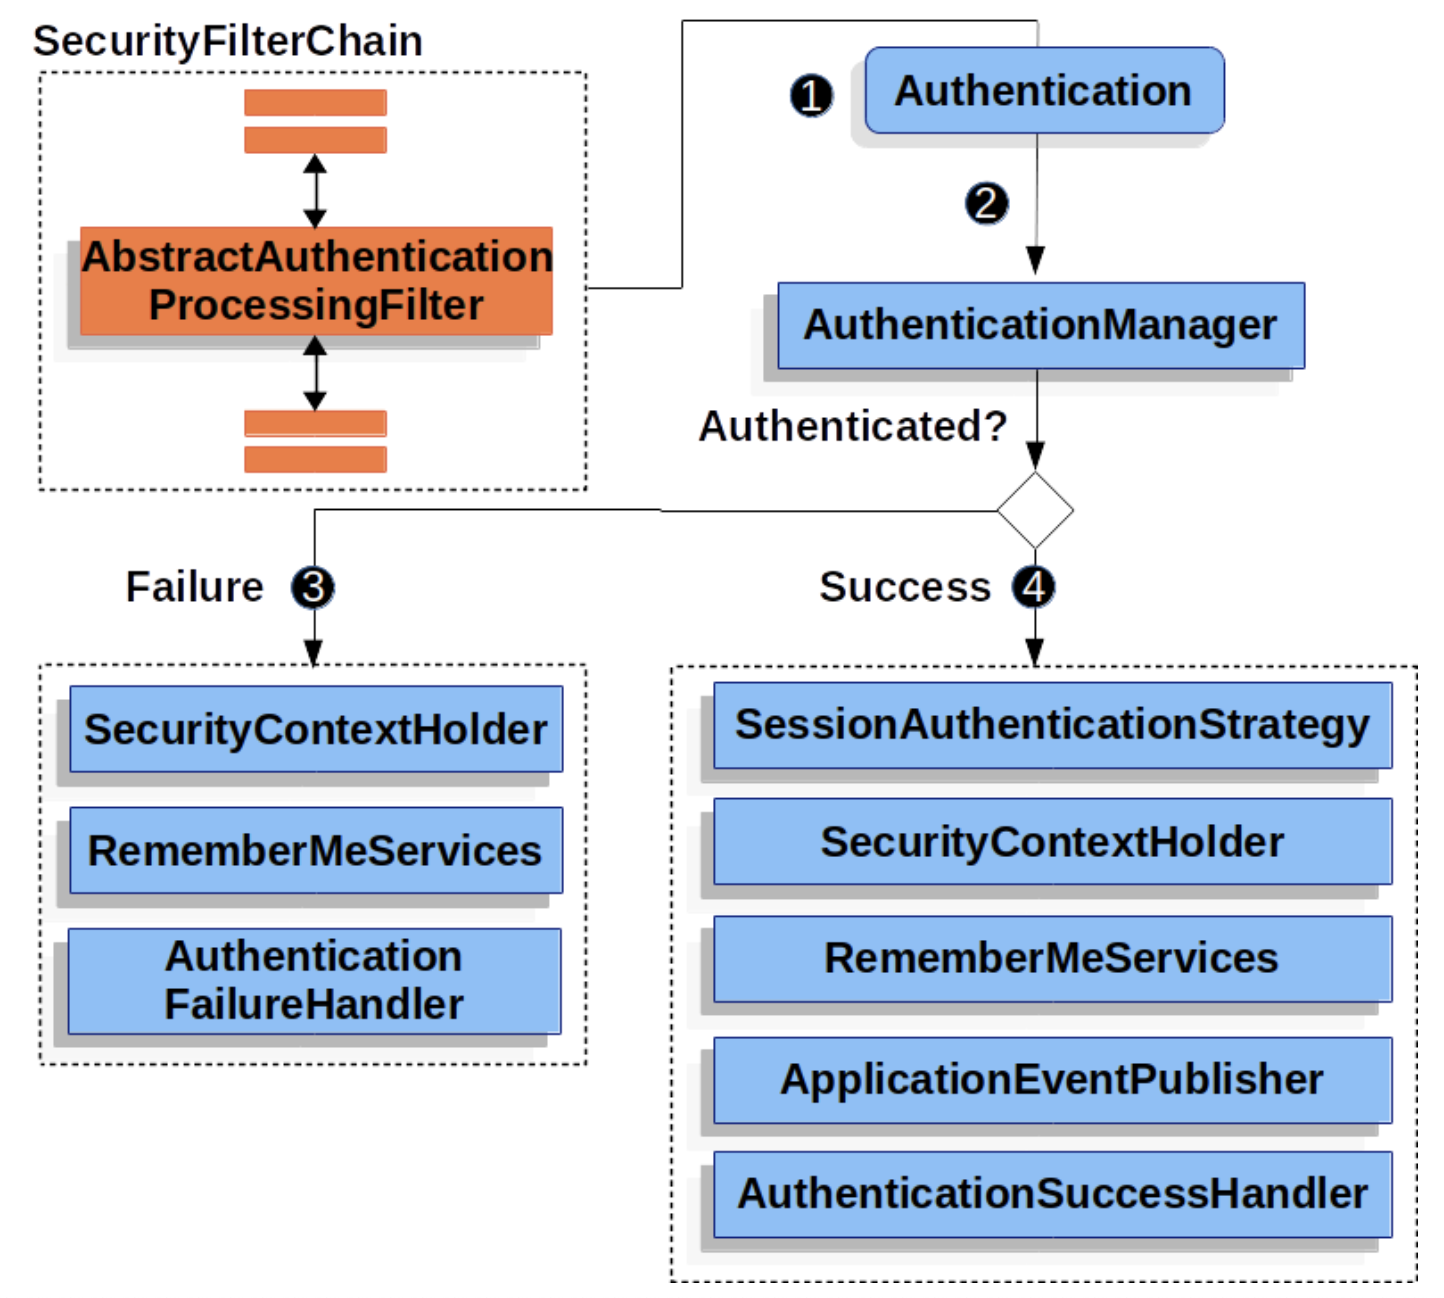 SecurityFilterChain
AbstractAuthentication
ProcessingFilter
1
Authentication
2
AuthenticationManager
Authenticated?
Failure
3
Success
4
SecurityContextHolder
RememberMeServices
Authentication
FailureHandler
SessionAuthenticationStrategy
SecurityContextHolder
RememberMeServices
ApplicationEventPublisher
AuthenticationSuccessHandler